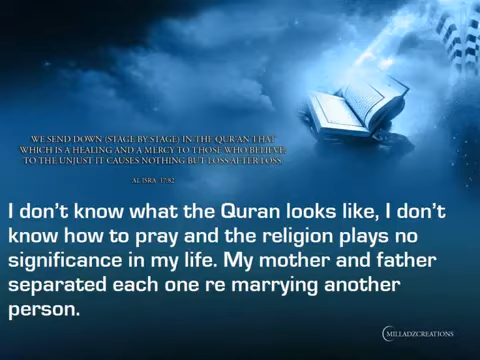 WE SEND DOWN (STAGE BY STAGE) IN THE QUR'AN THAT
WHICH IS A HEALING AND A MERCY TO THOSE WHO BELIEVE:
TO THE UNJUST IT CAUSES NOTHING BUT LOSS AFTER LOSS.
AL ISRA 17:82
I don't know what the Quran looks like, I don't
know how to pray and the religion plays no
significance in my life. My mother and father
separated each one re marrying another
person.
MILLADZCREATIONS